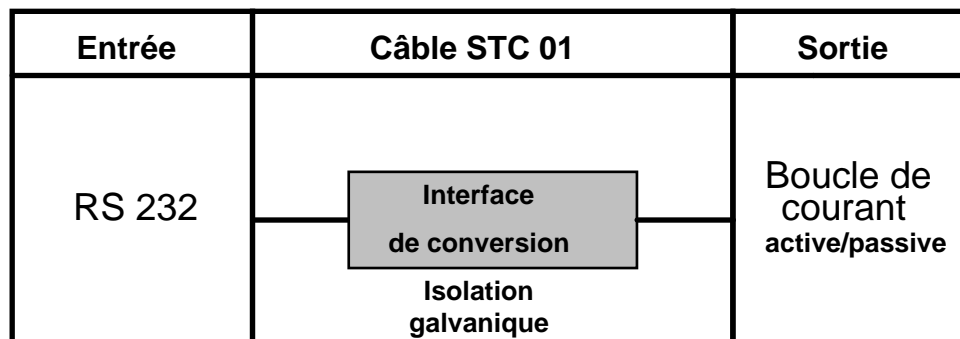 Entrée
Câble STC 01
Sortie
RS 232
Interface
de conversion
Isolation
galvanique
Boucle de
courant
active/passive